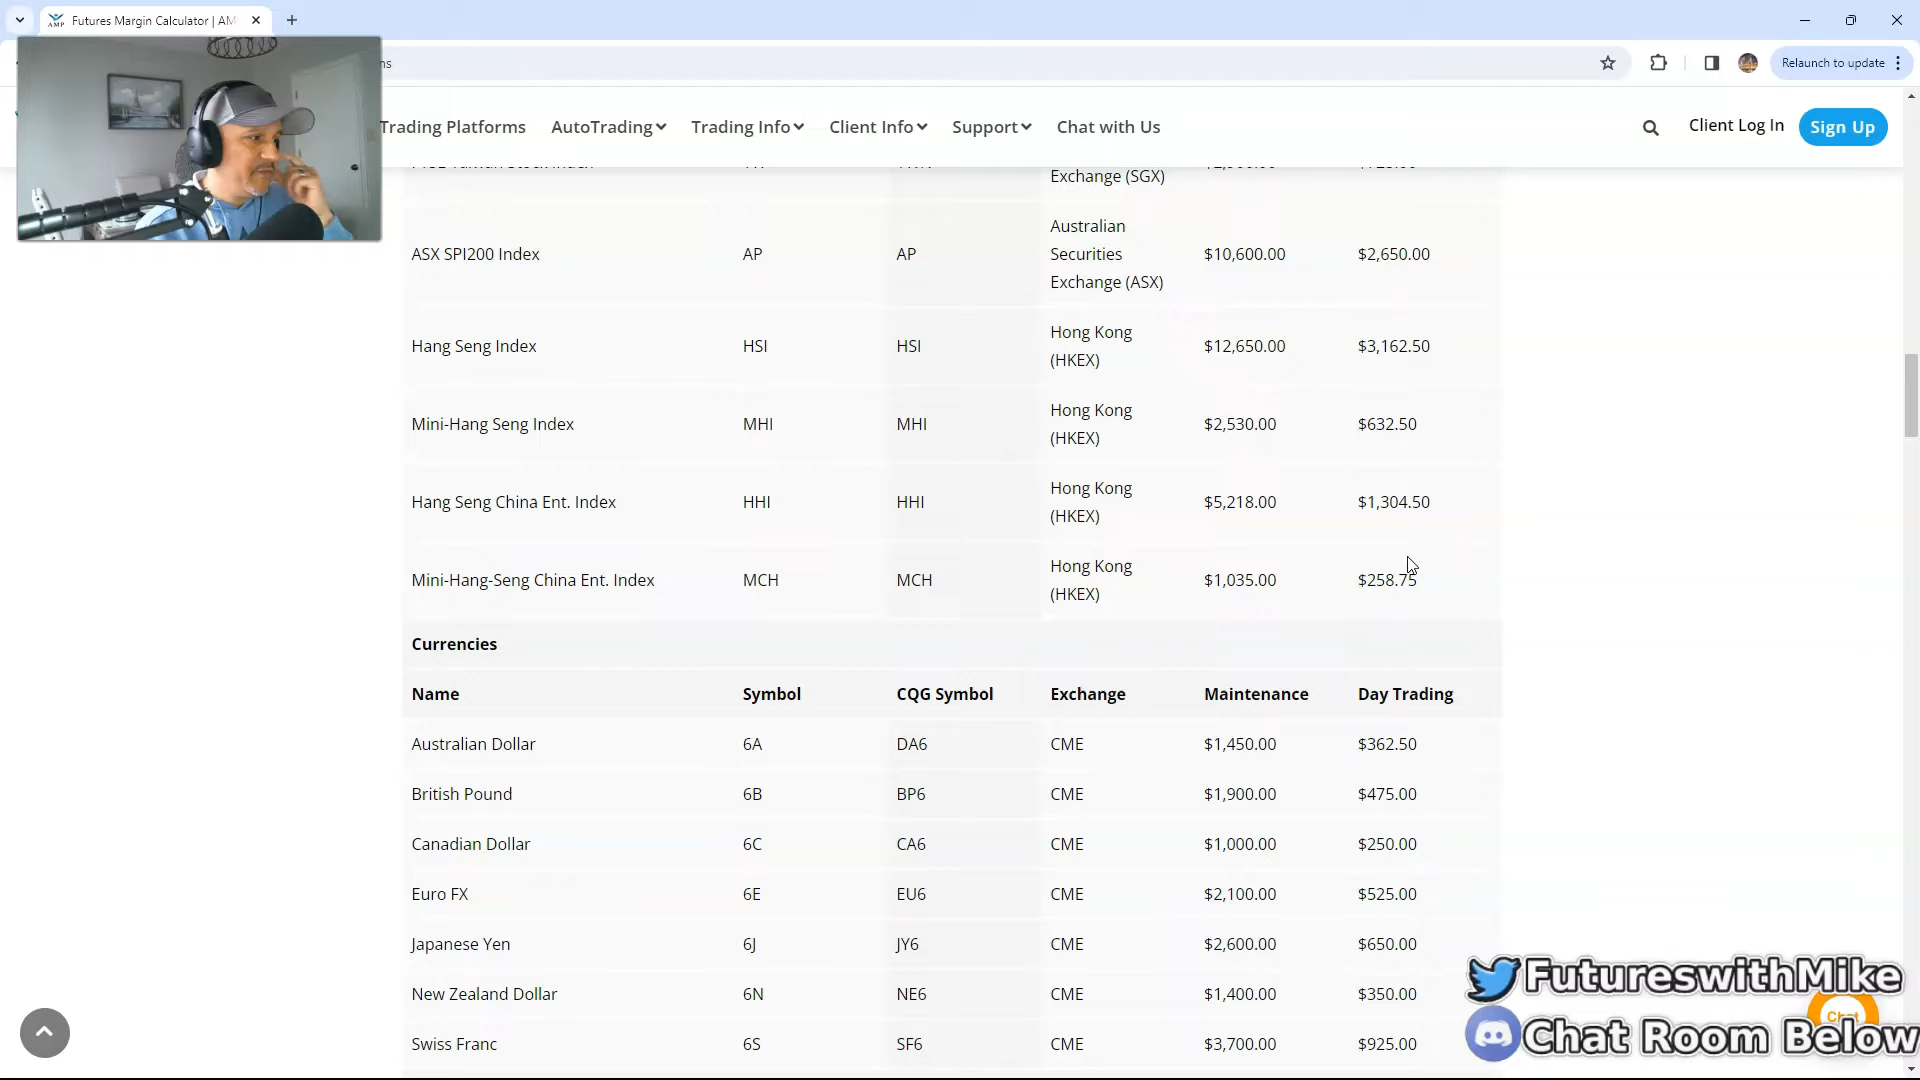 Futures Margin Calculator | AM
ns
Relaunch to update
Trading Platforms AutoTrading Trading Info Client Info Support Chat with Us
Client Log In Sign Up
Exchange (SGX)
ASX SPI200 Index AP AP Australian Securities Exchange (ASX) $10,600.00 $2,650.00
Hang Seng Index HSI HSI Hong Kong (HKEX) $12,650.00 $3,162.50
Mini-Hang Seng Index MHI MHI Hong Kong (HKEX) $2,530.00 $632.50
Hang Seng China Ent. Index HHI HHI Hong Kong (HKEX) $5,218.00 $1,304.50
Mini-Hang-Seng China Ent. Index MCH MCH Hong Kong (HKEX) $1,035.00 $258.75
Currencies
Name Symbol CQG Symbol Exchange Maintenance Day Trading
Australian Dollar 6A DA6 CME $1,450.00 $362.50
British Pound 6B BP6 CME $1,900.00 $475.00
Canadian Dollar 6C CA6 CME $1,000.00 $250.00
Euro FX 6E EU6 CME $2,100.00 $525.00
Japanese Yen 6J JY6 CME $2,600.00 $650.00
New Zealand Dollar 6N NE6 CME $1,400.00 $350.00
Swiss Franc 6S SF6 CME $3,700.00 $925.00
FutureswithMike
Chat Room Below